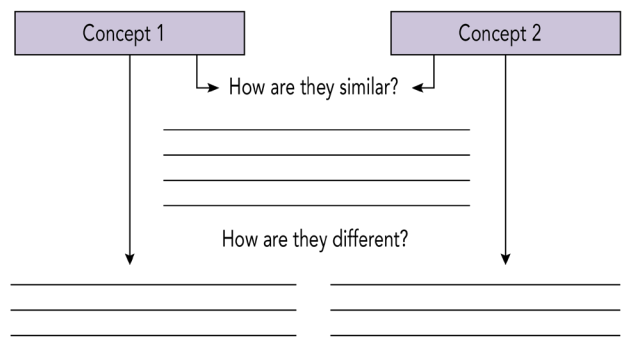 Concept 1
Concept 2
How are they similar?
How are they different?